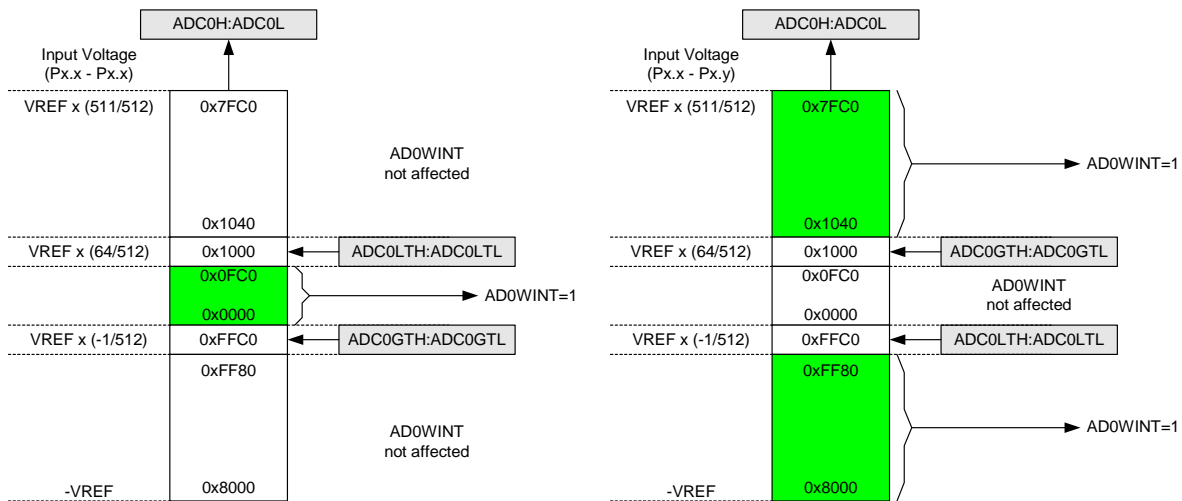 ADC0H:ADC0L
Input Voltage
(Px.x - Px.x)
VREF x (511/512)
0x7FC0
AD0WINT
not affected
0x1040
VREF x (64/512)
0x1000
ADC0LTH:ADC0LTL
0x0FC0
AD0WINT=1
0x0000
VREF x (-1/512)
0xFFC0
ADC0GTH:ADC0GTL
0xFF80
AD0WINT
not affected
-VREF
0x8000
ADC0H:ADC0L
Input Voltage
(Px.x - Px.y)
VREF x (511/512)
0x7FC0
AD0WINT=1
0x1040
VREF x (64/512)
0x1000
ADC0GTH:ADC0GTL
0x0FC0
AD0WINT
not affected
0x0000
VREF x (-1/512)
0xFFC0
ADC0LTH:ADC0LTL
0xFF80
AD0WINT=1
-VREF
0x8000